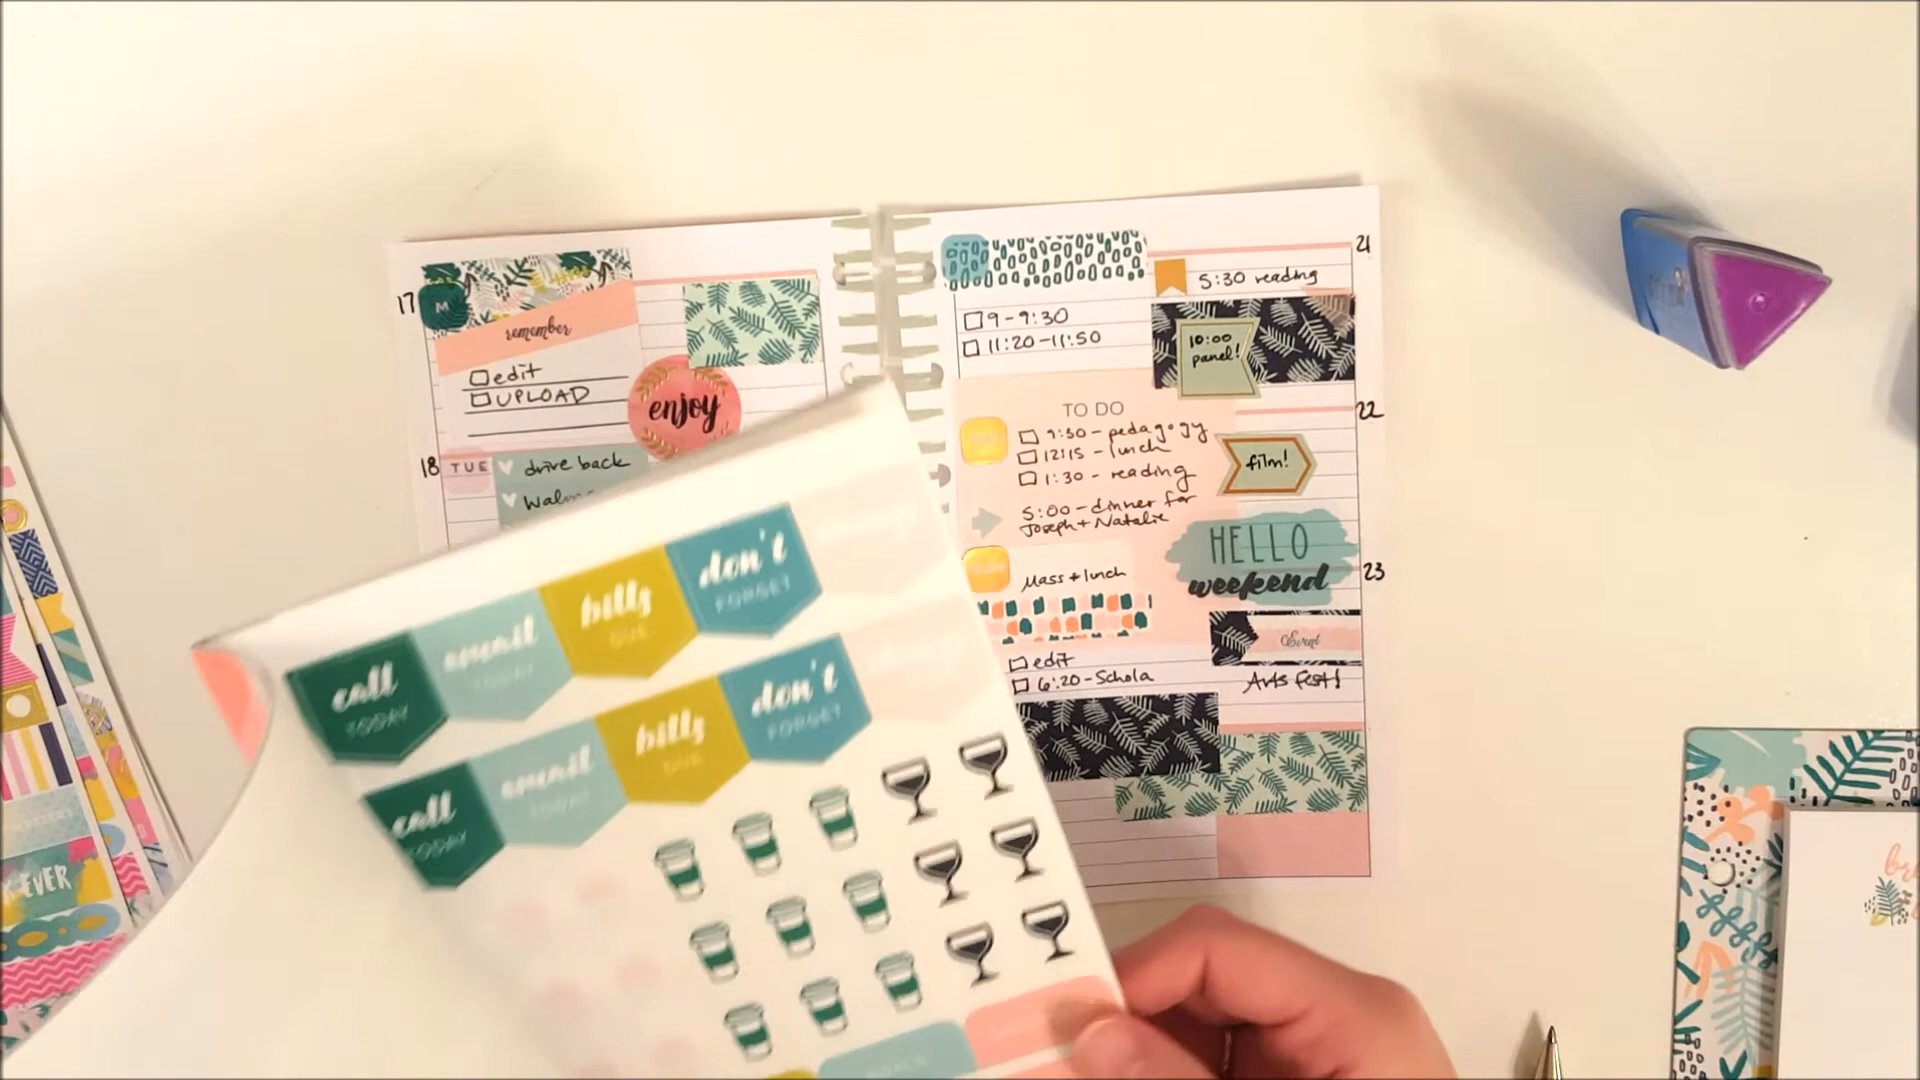 17
M
remember
edit
UPLOAD
enjoy
18
TUE
drive back
21
5:30 reading
9-9:30
11:20-11:50
10:00
panel!
22
TO DO
9:30 - pedagogy
12:15 - lunch
1:30 - reading
film!
5:00 - dinner for
Joseph + Natalie
HELLO
weekend
23
Mass + lunch
Event
edit
6:20 - Schola
Arts fest!
call
TODAY
email
TODAY
bills
DUE
don't
FORGET
call
TODAY
email
TODAY
bills
DUE
don't
FORGET
EVER